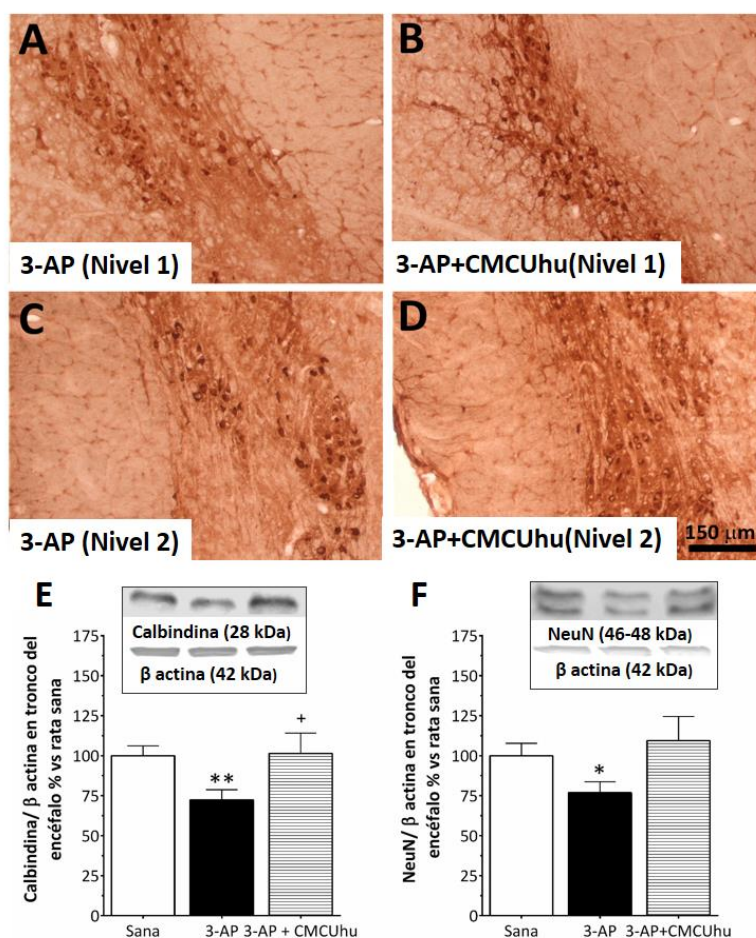 A
B
3-AP (Nivel 1)
3-AP+CMCUhu(Nivel 1)
C
D
3-AP (Nivel 2)
3-AP+CMCUhu(Nivel 2)
150 µm
E
Calbindina (28 kDa)
β actina (42 kDa)
Calbindina/ β actina en tronco del
encéfalo % vs rata sana
175
150
125
100
75
50
25
0
**
+
Sana
3-AP
3-AP + CMCUhu
F
NeuN (46-48 kDa)
β actina (42 kDa)
NeuN/ β actina en tronco del
encéfalo % vs rata sana
175
150
125
100
75
50
25
0
*
Sana
3-AP
3-AP+CMCUhu